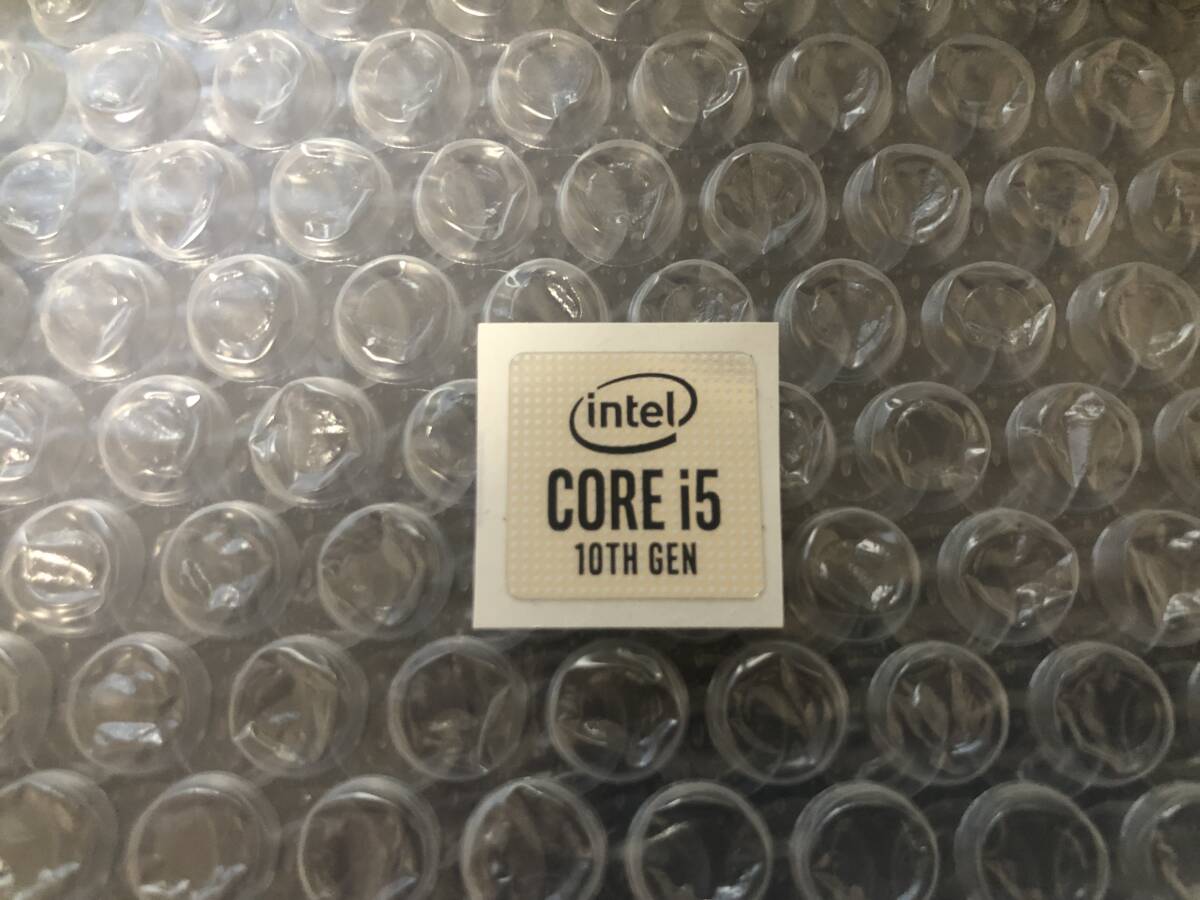 intel
CORE i5
10TH GEN